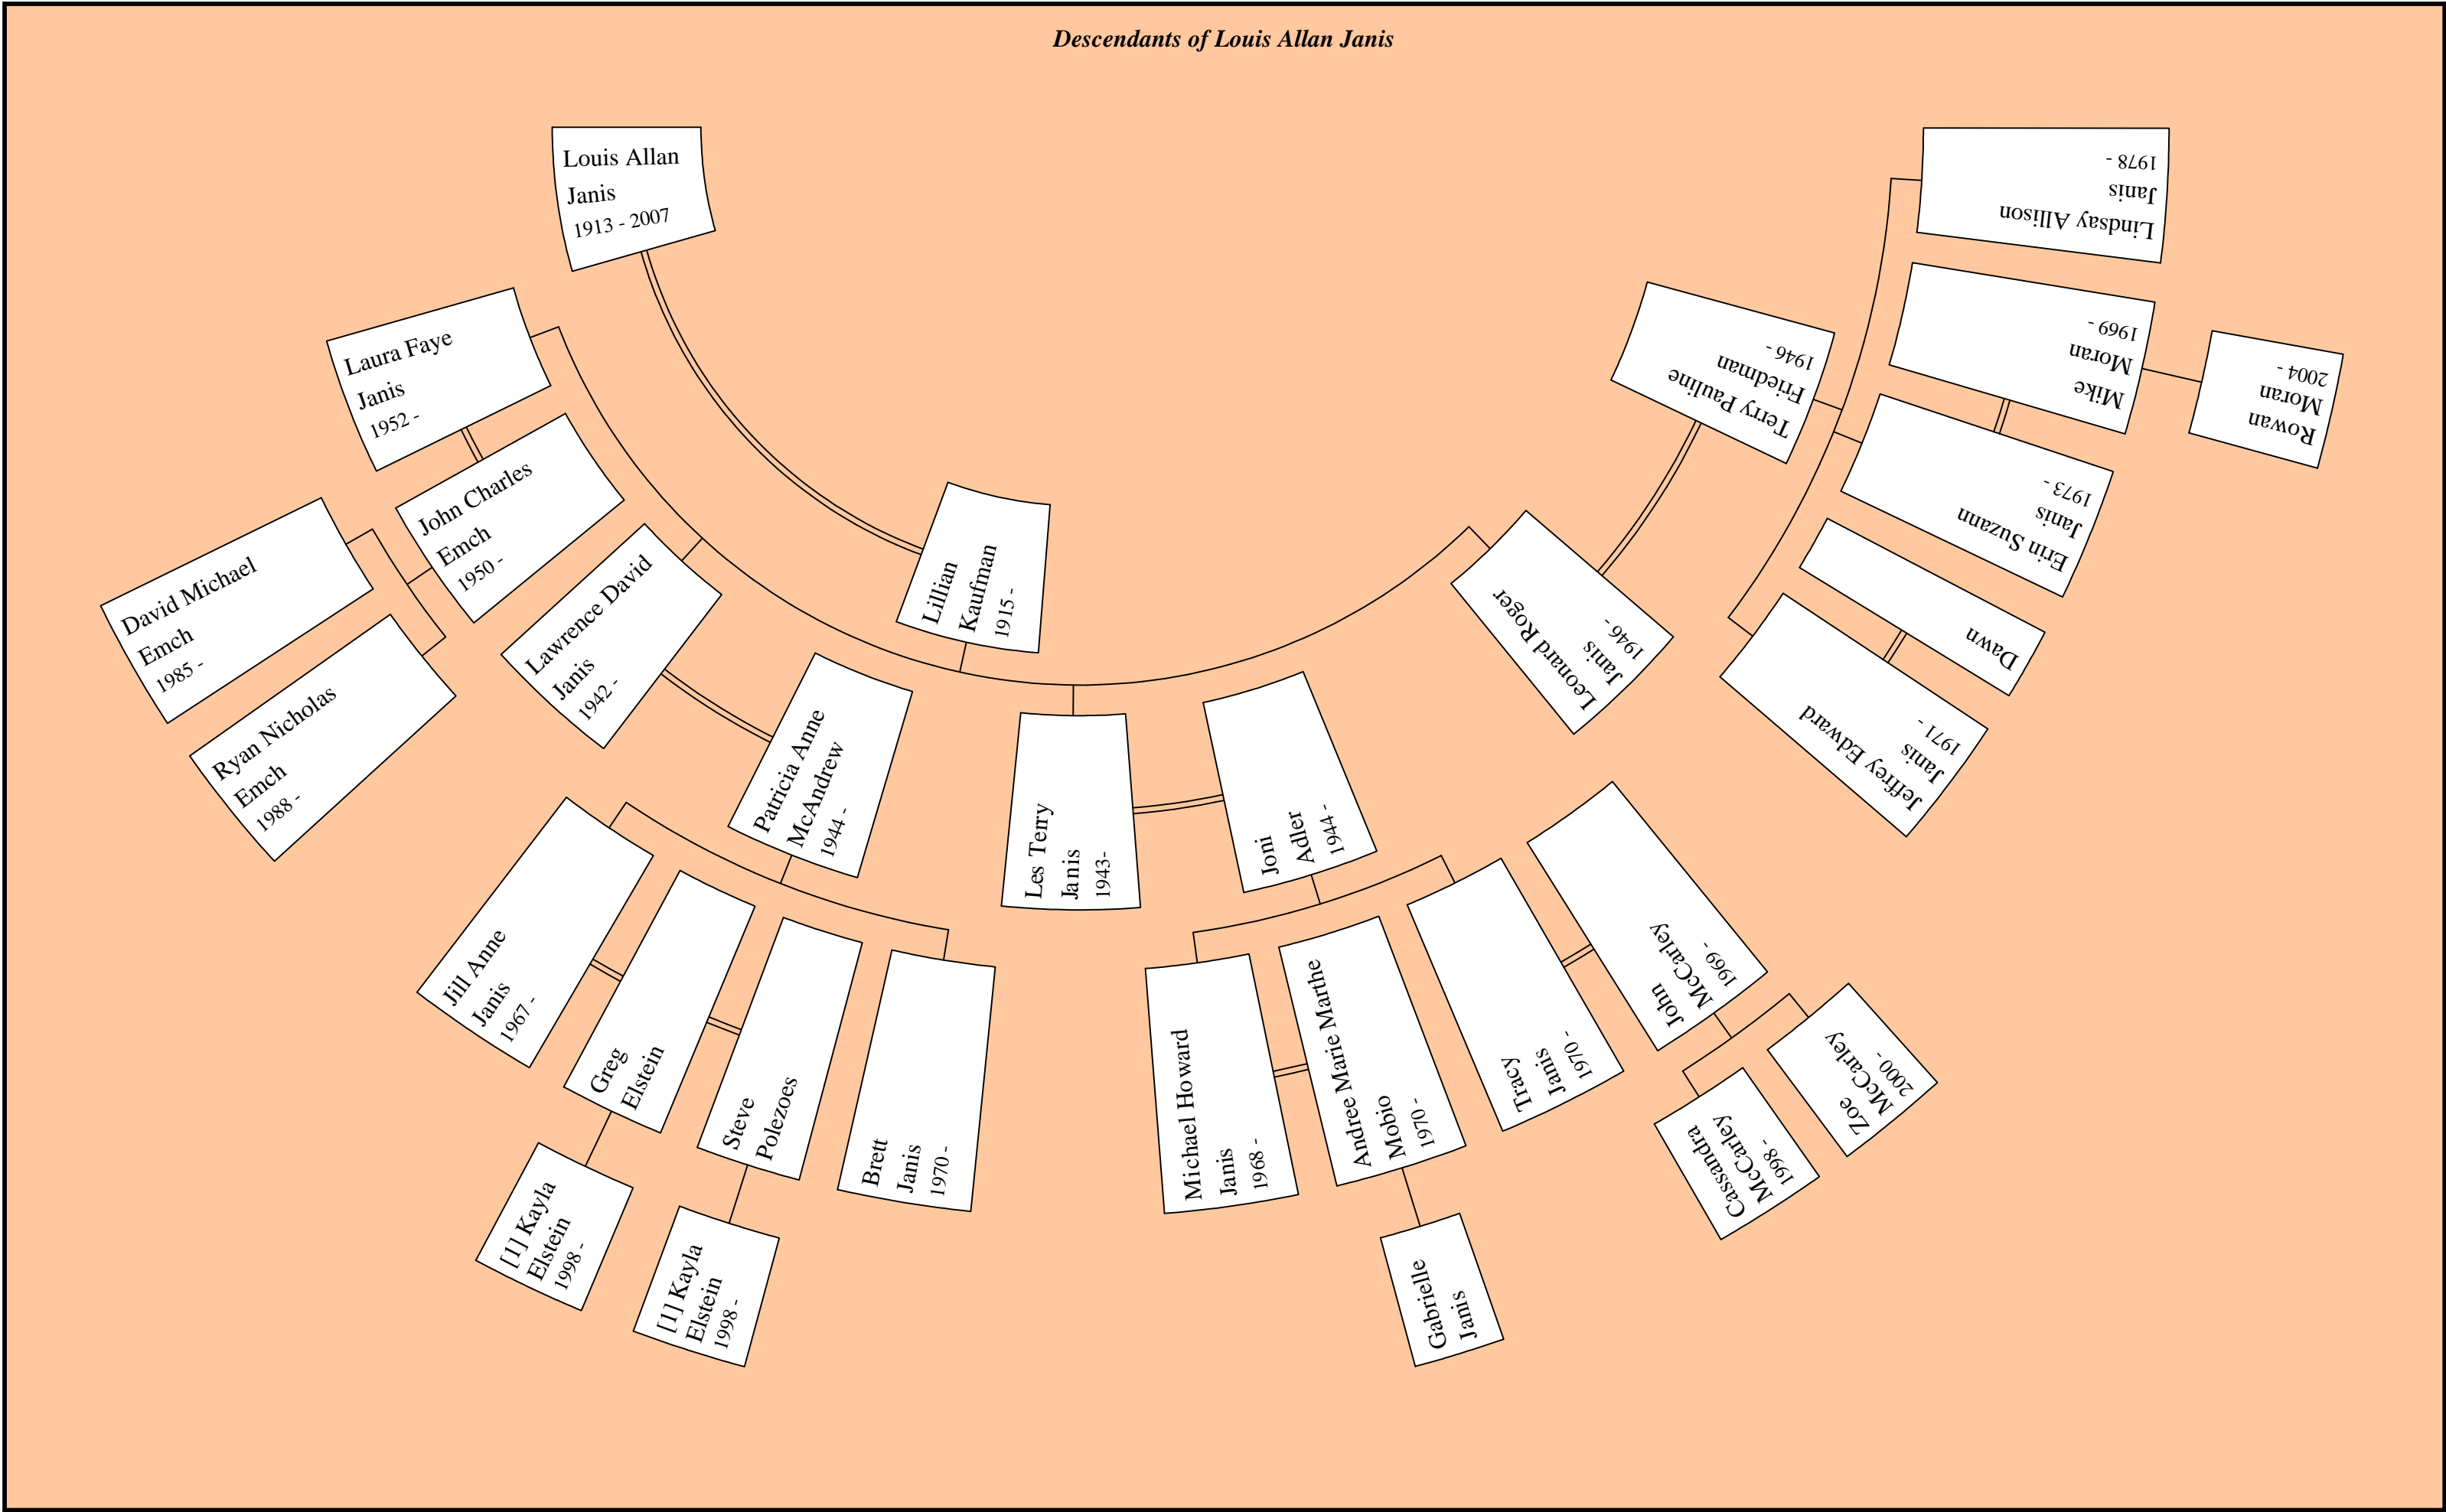 Descendants of Louis Allan Janis
Louis Allan
Janis
1913 - 2007
Lillian
Kaufman
1915 -
Laura Faye
Janis
1952 -
John Charles
Emch
1950 -
David Michael
Emch
1985 -
Ryan Nicholas
Emch
1988 -
Lawrence David
Janis
1942 -
Patricia Anne
McAndrew
1944 -
Jill Anne
Janis
1967 -
Greg
Elstein
Steve
Polezoes
Brett
Janis
1970 -
[1] Kayla
Elstein
1998 -
[1] Kayla
Elstein
1998 -
Les Terry
Janis
1943-
Joni
Adler
1944 -
Michael Howard
Janis
1968 -
Andree Marie Marthe
Mobio
1970 -
Tracy
Janis
1970 -
John
McCarley
1969 -
Gabrielle
Janis
Cassandra
McCarley
1998 -
Zoe
McCarley
2000 -
Leonard Roger
Janis
1946 -
Terry Pauline
Friedman
1946 -
Jeffrey Edward
Janis
1971 -
Dawn
Erin Suzann
Janis
1973 -
Mike
Moran
1969 -
Rowan
Moran
2004 -
Lindsay Allison
Janis
1978 -